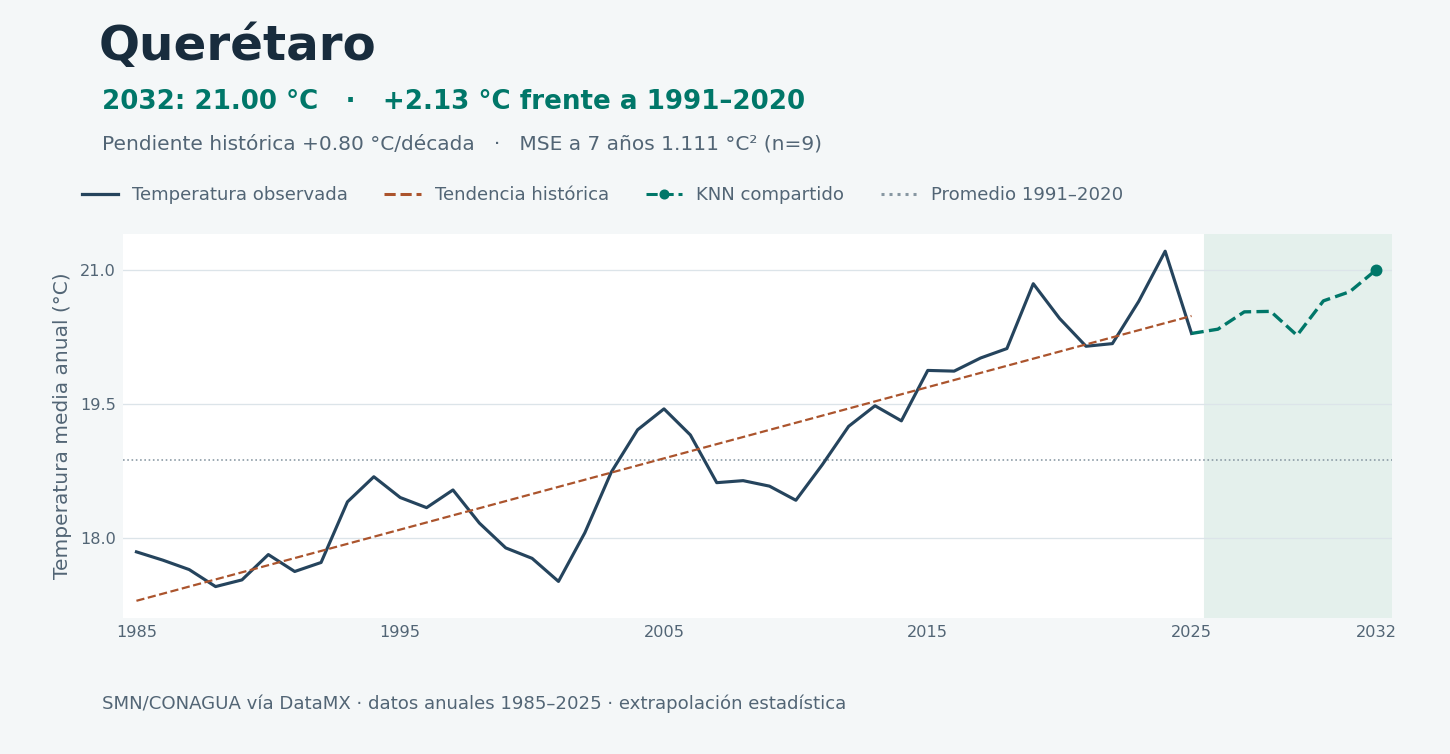 Querétaro
2032: 21.00 °C · +2.13 °C frente a 1991–2020
Pendiente histórica +0.80 °C/década · MSE a 7 años 1.111 °C² (n=9)
Temperatura observada Tendencia histórica KNN compartido Promedio 1991–2020
Temperatura media anual (°C)
21.0
19.5
18.0
1985 1995 2005 2015 2025 2032
SMN/CONAGUA vía DataMX · datos anuales 1985–2025 · extrapolación estadística